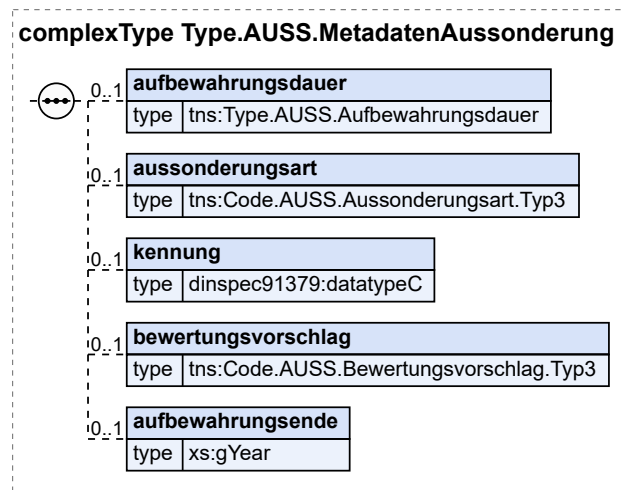 complexType Type.AUSS.MetadatenAussonderung
0..1 aufbewahrungsdauer
type tns:Type.AUSS.Aufbewahrungsdauer
0..1 aussonderungsart
type tns:Code.AUSS.Aussonderungsart.Typ3
0..1 kennung
type dinspec91379:datatypeC
0..1 bewertungsvorschlag
type tns:Code.AUSS.Bewertungsvorschlag.Typ3
0..1 aufbewahrungsende
type xs:gYear